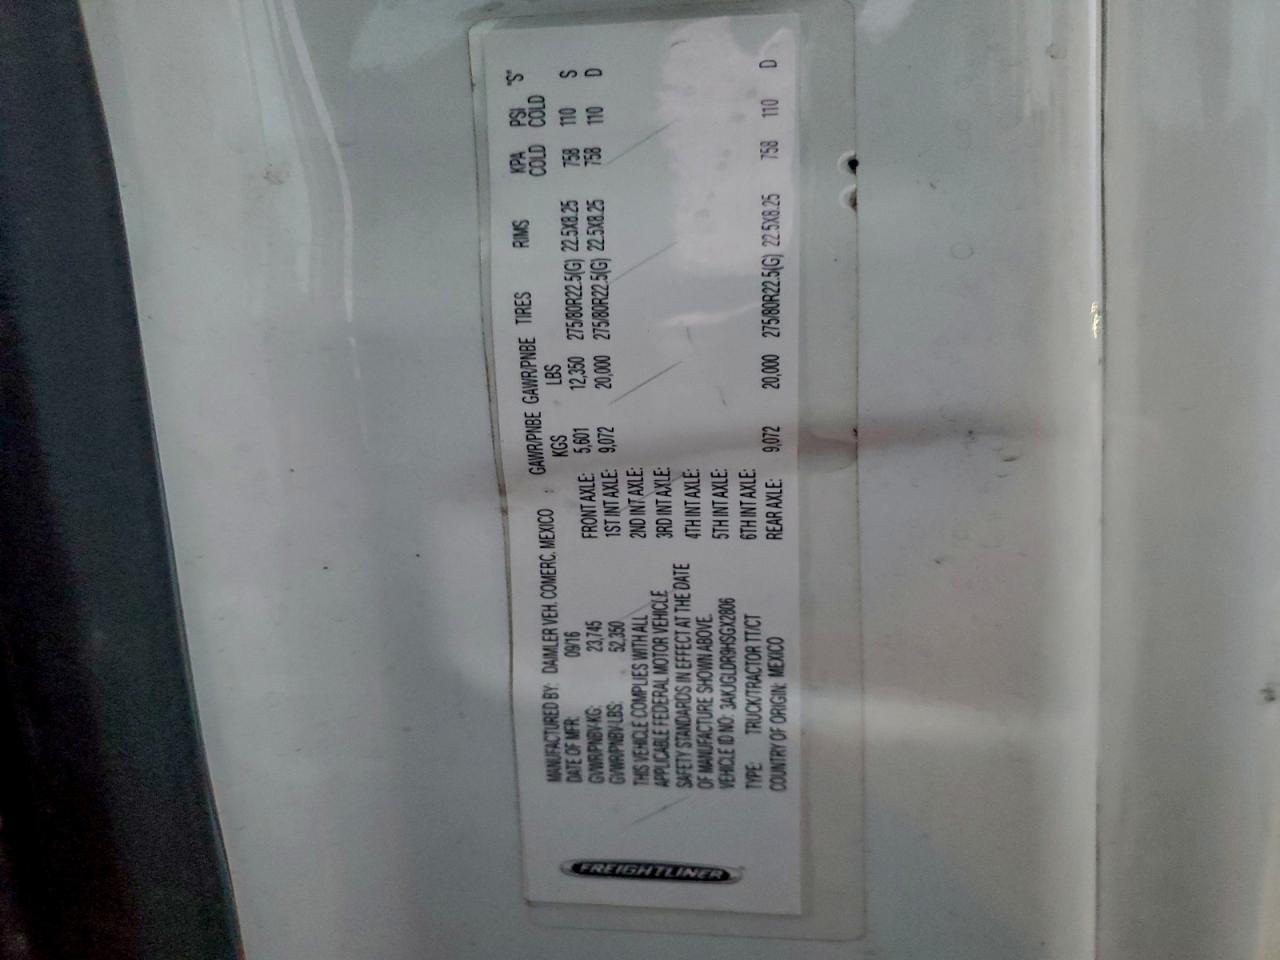 FREIGHTLINER
MANUFACTURED BY: DAIMLER VEH. COMERC. MEXICO :
DATE OF MFR: 09/16
GVWR/PNBV-KG: 23,745
GVWR/PNBV-LBS: 52,350
THIS VEHICLE COMPLIES WITH ALL
APPLICABLE FEDERAL MOTOR VEHICLE
SAFETY STANDARDS IN EFFECT AT THE DATE
OF MANUFACTURE SHOWN ABOVE.
VEHICLE ID NO: 3AKJGLDR9HSGX2806
TYPE: TRUCK/TRACTOR TT/CT
COUNTRY OF ORIGIN: MEXICO
GAWR/PNBE GAWR/PNBE TIRES RIMS KPA PSI "S"
KGS LBS COLD COLD
FRONT AXLE: 5,601 12,350 275/80R22.5(G) 22.5X8.25 758 110 S
1ST INT AXLE: 9,072 20,000 275/80R22.5(G) 22.5X8.25 758 110 D
2ND INT AXLE:
3RD INT AXLE:
4TH INT AXLE:
5TH INT AXLE:
6TH INT AXLE:
REAR AXLE: 9,072 20,000 275/80R22.5(G) 22.5X8.25 758 110 D